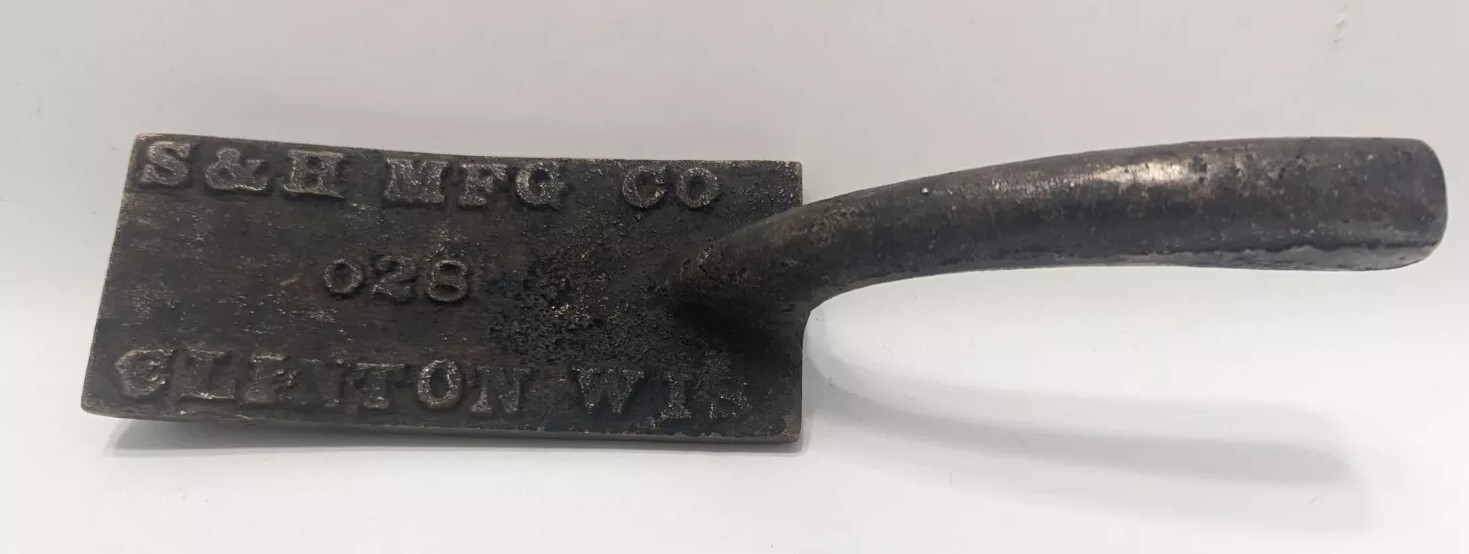 S&H MFG CO
028
CLINTON WIS